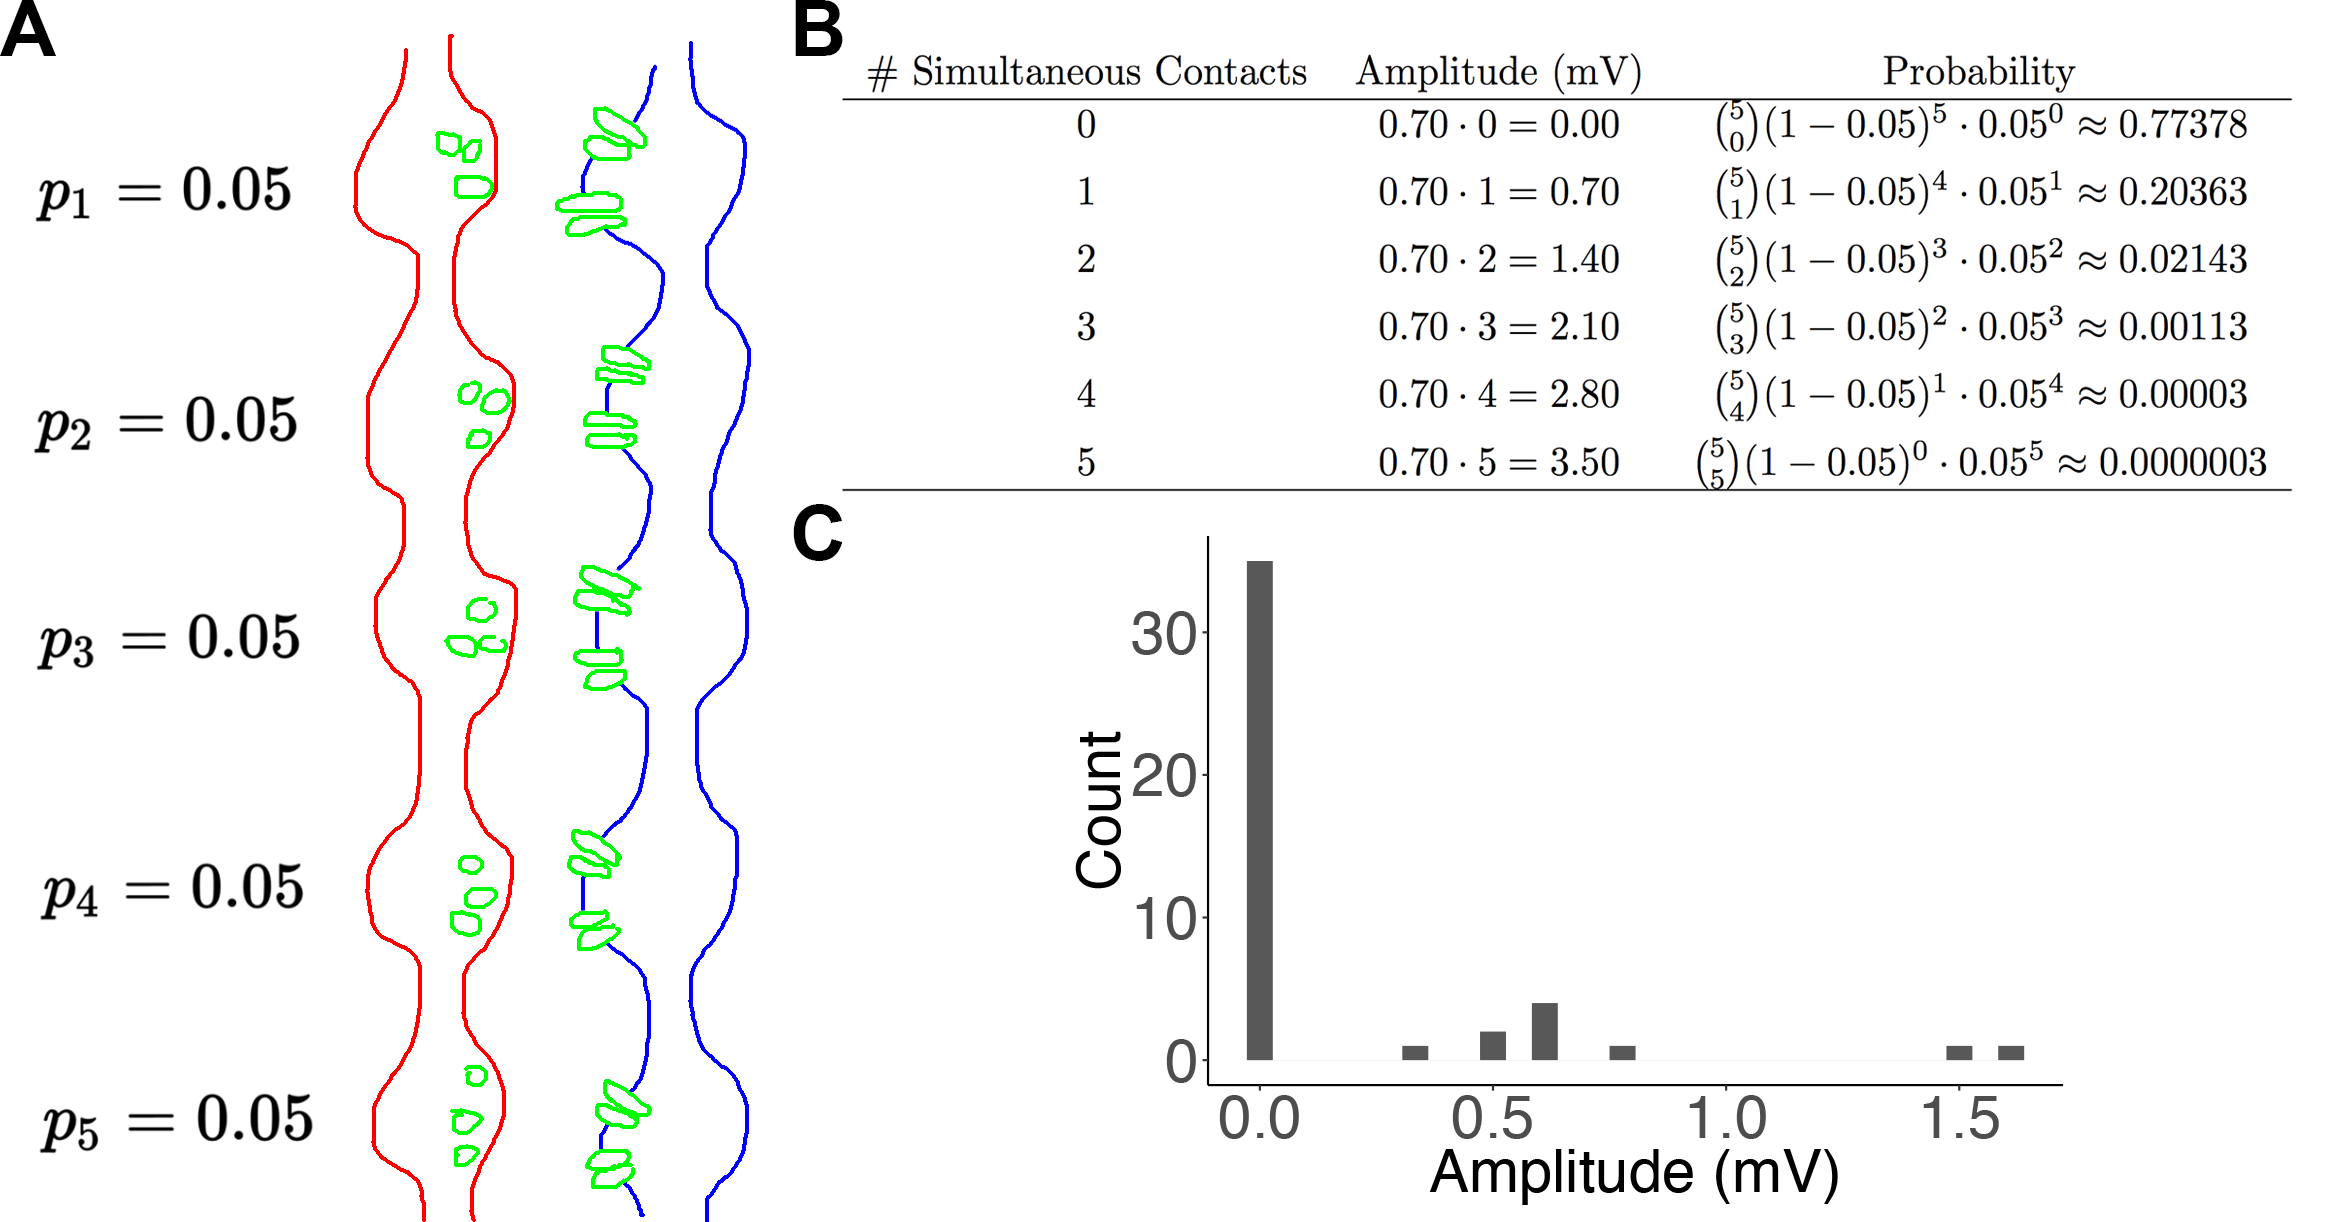 A
p₁ = 0.05
p₂ = 0.05
p₃ = 0.05
p₄ = 0.05
p₅ = 0.05
B
# Simultaneous Contacts Amplitude (mV) Probability
0 0.70 · 0 = 0.00 (5 0)(1 − 0.05)⁵ · 0.05⁰ ≈ 0.77378
1 0.70 · 1 = 0.70 (5 1)(1 − 0.05)⁴ · 0.05¹ ≈ 0.20363
2 0.70 · 2 = 1.40 (5 2)(1 − 0.05)³ · 0.05² ≈ 0.02143
3 0.70 · 3 = 2.10 (5 3)(1 − 0.05)² · 0.05³ ≈ 0.00113
4 0.70 · 4 = 2.80 (5 4)(1 − 0.05)¹ · 0.05⁴ ≈ 0.00003
5 0.70 · 5 = 3.50 (5 5)(1 − 0.05)⁰ · 0.05⁵ ≈ 0.0000003
C
Count
30
20
10
0
0.0 0.5 1.0 1.5
Amplitude (mV)